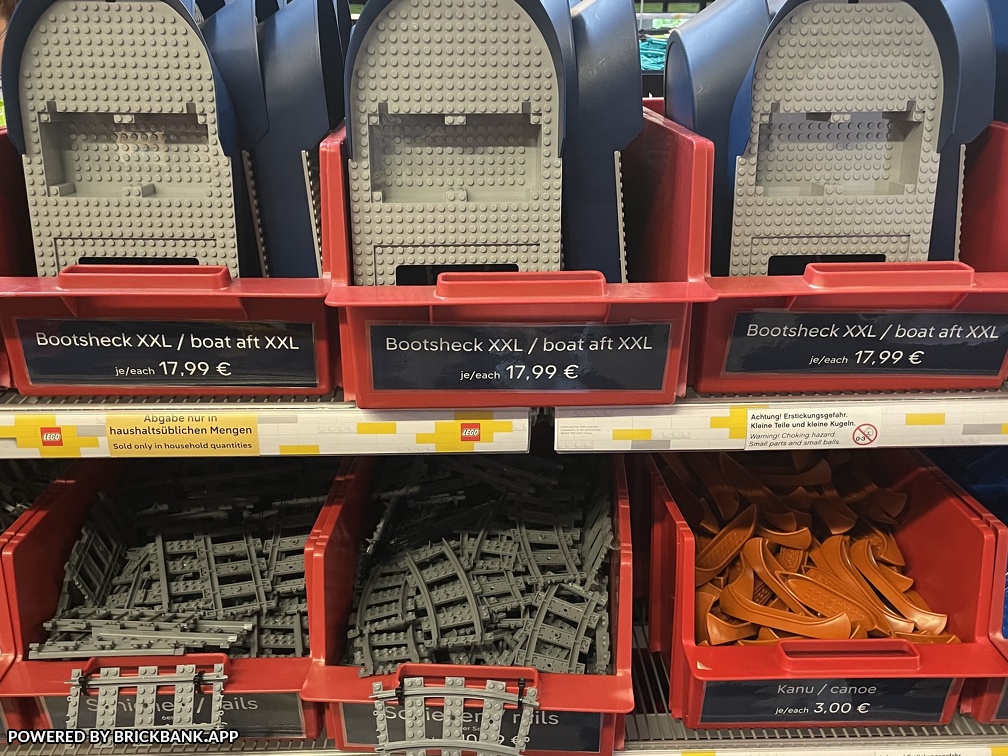 Bootsheck XXL / boat aft XXL
je/each 17,99 €
Bootsheck XXL / boat aft XXL
je/each 17,99 €
Bootsheck XXL / boat aft XXL
je/each 17,99 €
LEGO
Abgabe nur in
haushaltsüblichen Mengen
Sold only in household quantities
LEGO
Achtung! Erstickungsgefahr.
Kleine Teile und kleine Kugeln.
Warning! Choking hazard.
Small parts and small balls.
0-3
Kanu / canoe
je/each 3,00 €
POWERED BY BRICKBANK.APP